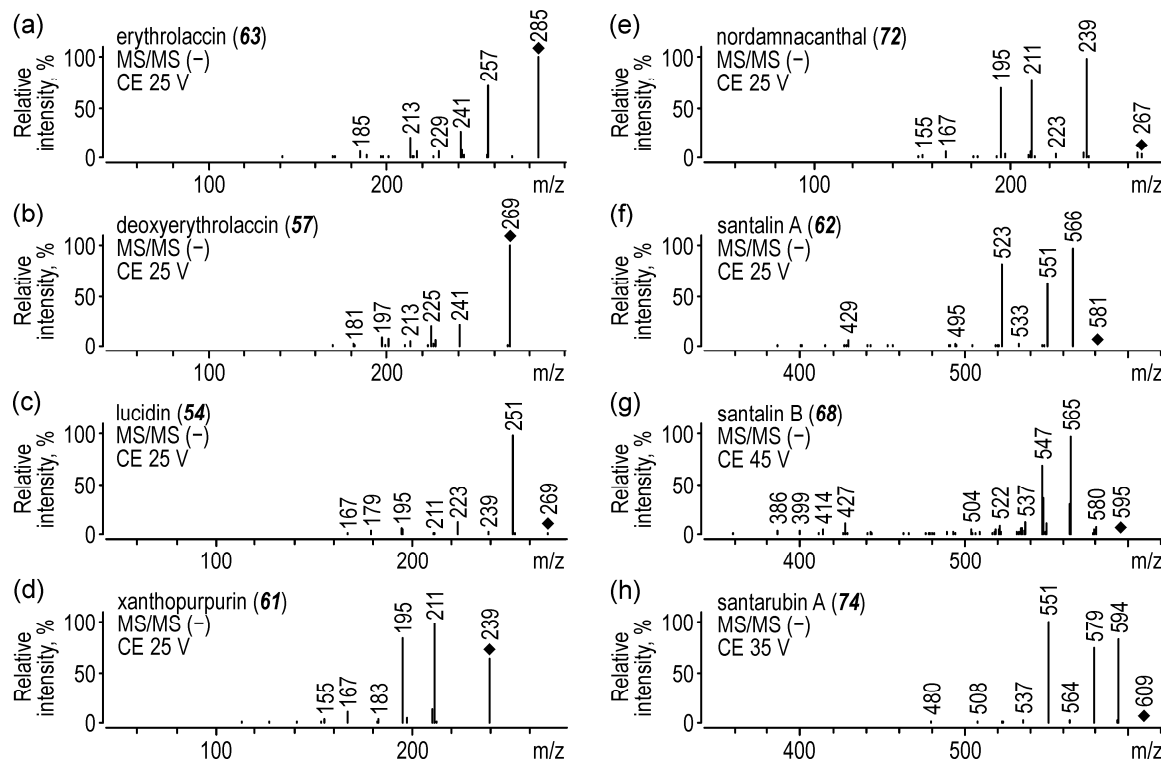 (a)
erythrolaccin (63)
MS/MS (−)
CE 25 V
Relative
intensity, %
100
50
0
185
213
229
241
257
285
100
200
m/z
(b)
deoxyerythrolaccin (57)
MS/MS (−)
CE 25 V
Relative
intensity, %
100
50
0
181
197
213
225
241
269
100
200
m/z
(c)
lucidin (54)
MS/MS (−)
CE 25 V
Relative
intensity, %
100
50
0
167
179
195
211
223
239
251
269
200
m/z
(d)
xanthopurpurin (61)
MS/MS (−)
CE 25 V
Relative
intensity, %
100
50
0
155
167
183
195
211
239
100
200
m/z
(e)
nordamnacanthal (72)
MS/MS (−)
CE 25 V
Relative
intensity, %
100
50
0
155
167
195
211
223
239
267
100
200
m/z
(f)
santalin A (62)
MS/MS (−)
CE 25 V
Relative
intensity, %
100
50
0
429
495
523
533
551
566
581
400
500
m/z
(g)
santalin B (68)
MS/MS (−)
CE 45 V
Relative
intensity, %
100
50
0
386
399
414
427
504
522
537
547
565
580
595
400
500
m/z
(h)
santarubin A (74)
MS/MS (−)
CE 35 V
Relative
intensity, %
100
50
0
480
508
537
551
564
579
594
609
400
500
m/z